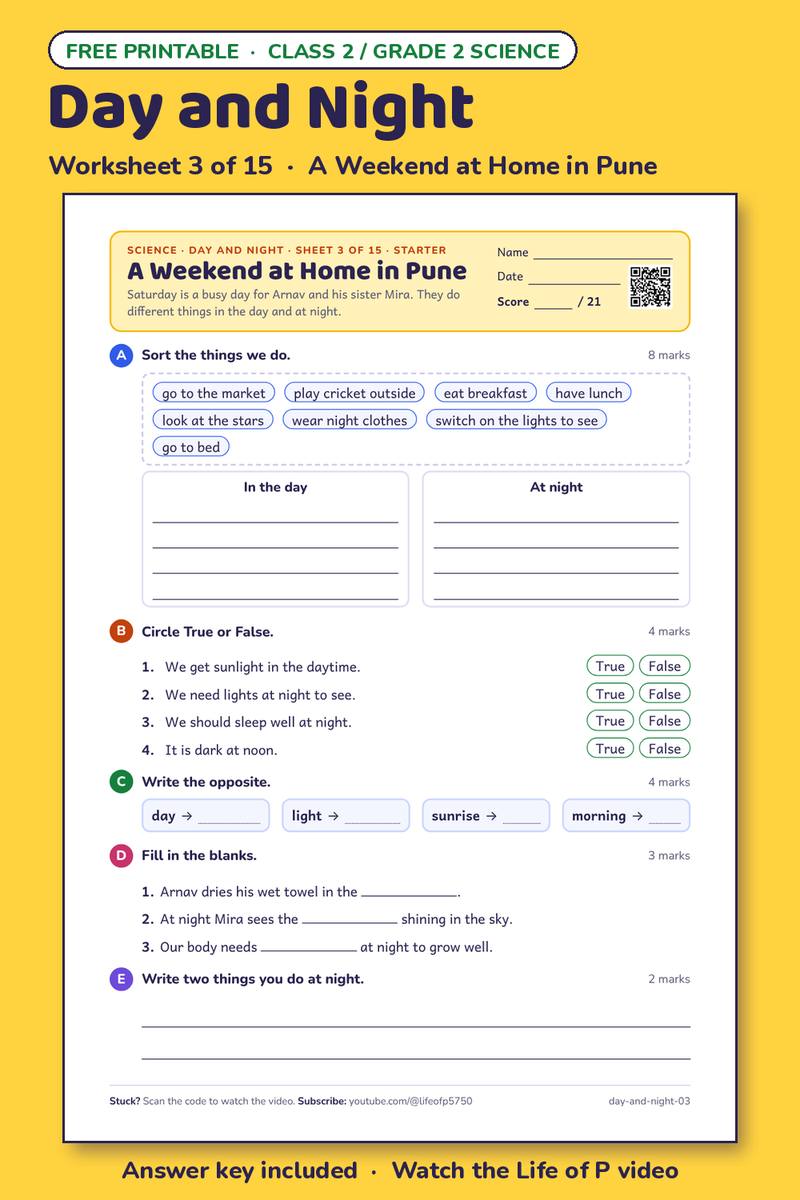 FREE PRINTABLE · CLASS 2 / GRADE 2 SCIENCE
Day and Night
Worksheet 3 of 15 · A Weekend at Home in Pune
SCIENCE · DAY AND NIGHT · SHEET 3 OF 15 · STARTER
A Weekend at Home in Pune
Saturday is a busy day for Arnav and his sister Mira. They do
different things in the day and at night.
Name
Date
Score ______ / 21
A Sort the things we do. 8 marks
go to the market play cricket outside eat breakfast have lunch
look at the stars wear night clothes switch on the lights to see
go to bed
In the day At night
B Circle True or False. 4 marks
1. We get sunlight in the daytime. True False
2. We need lights at night to see. True False
3. We should sleep well at night. True False
4. It is dark at noon. True False
C Write the opposite. 4 marks
day → ________ light → ________ sunrise → ________ morning → ________
D Fill in the blanks. 3 marks
1. Arnav dries his wet towel in the ____________.
2. At night Mira sees the ____________ shining in the sky.
3. Our body needs ____________ at night to grow well.
E Write two things you do at night. 2 marks
Stuck? Scan the code to watch the video. Subscribe: youtube.com/@lifeofp5750 day-and-night-03
Answer key included · Watch the Life of P video